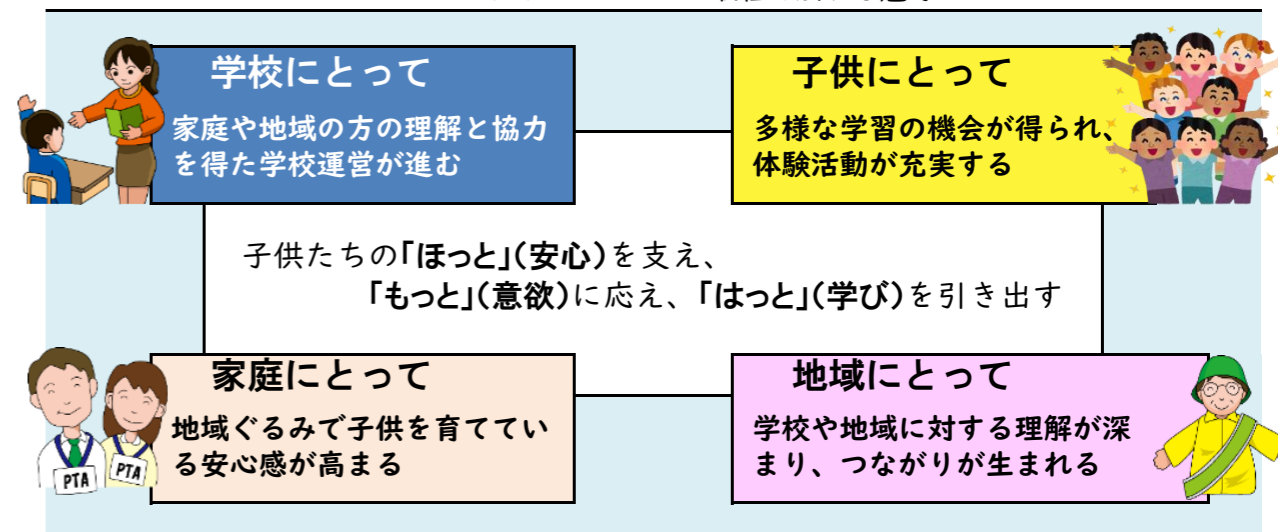 学校にとって
家庭や地域の方の理解と協力
を得た学校運営が進む
子供にとって
多様な学習の機会が得られ、
体験活動が充実する
子供たちの「ほっと」(安心)を支え、
「もっと」(意欲)に応え、「はっと」(学び)を引き出す
家庭にとって
地域ぐるみで子供を育ててい
る安心感が高まる
PTA
PTA
地域にとって
学校や地域に対する理解が深
まり、つながりが生まれる